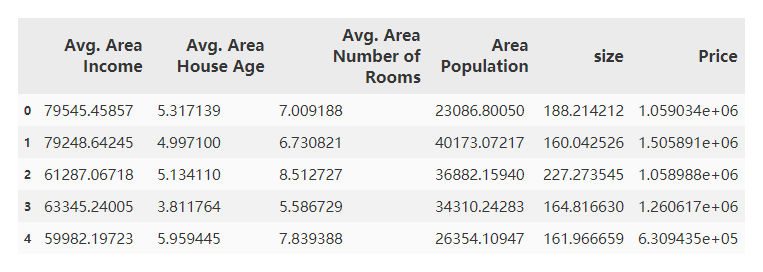 Avg. Area Income Avg. Area House Age Avg. Area Number of Rooms Area Population size Price
0 79545.45857 5.317139 7.009188 23086.80050 188.214212 1.059034e+06
1 79248.64245 4.997100 6.730821 40173.07217 160.042526 1.505891e+06
2 61287.06718 5.134110 8.512727 36882.15940 227.273545 1.058988e+06
3 63345.24005 3.811764 5.586729 34310.24283 164.816630 1.260617e+06
4 59982.19723 5.959445 7.839388 26354.10947 161.966659 6.309435e+05